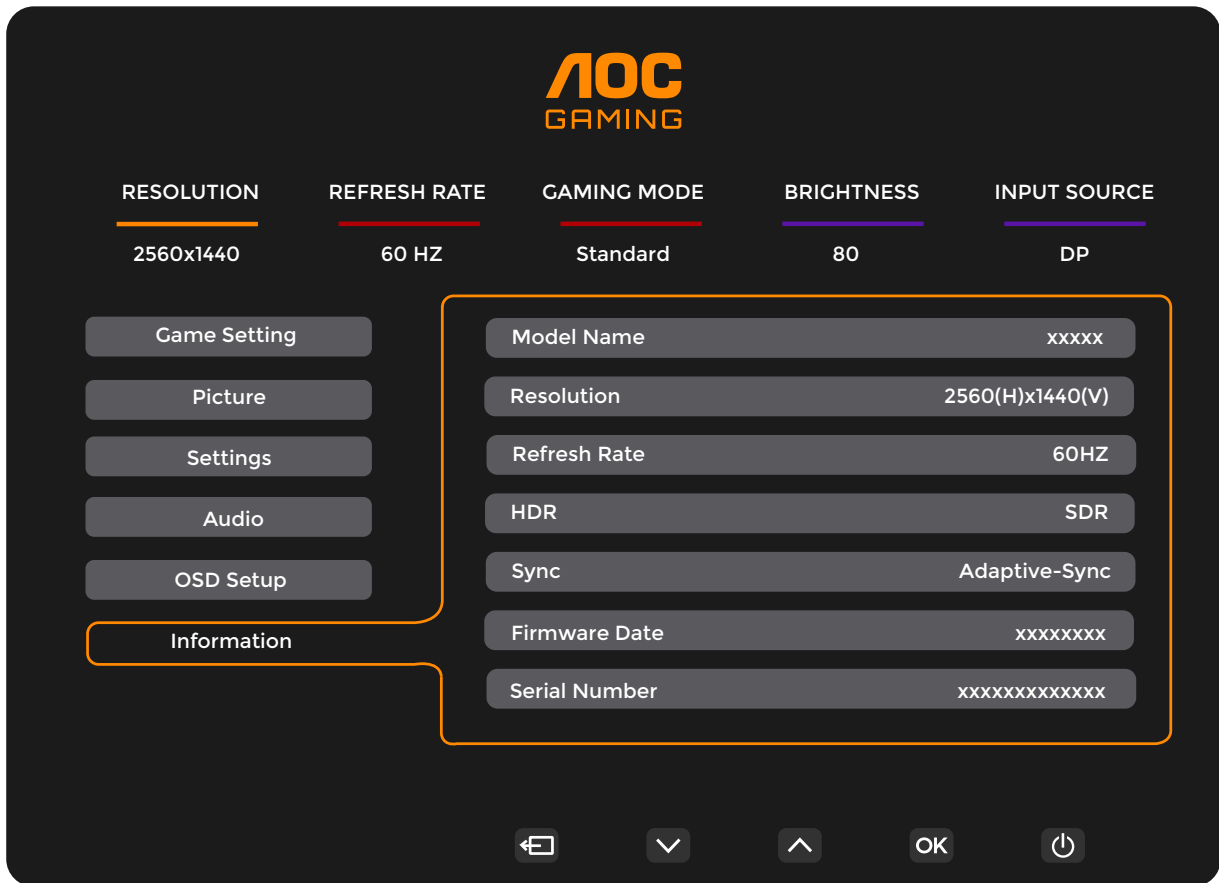 AOC
GAMING
RESOLUTION REFRESH RATE GAMING MODE BRIGHTNESS INPUT SOURCE
2560x1440 60 HZ Standard 80 DP
Game Setting
Picture
Settings
Audio
OSD Setup
Information
Model Name xxxxx
Resolution 2560(H)x1440(V)
Refresh Rate 60HZ
HDR SDR
Sync Adaptive-Sync
Firmware Date xxxxxxxx
Serial Number xxxxxxxxxxxxx
OK